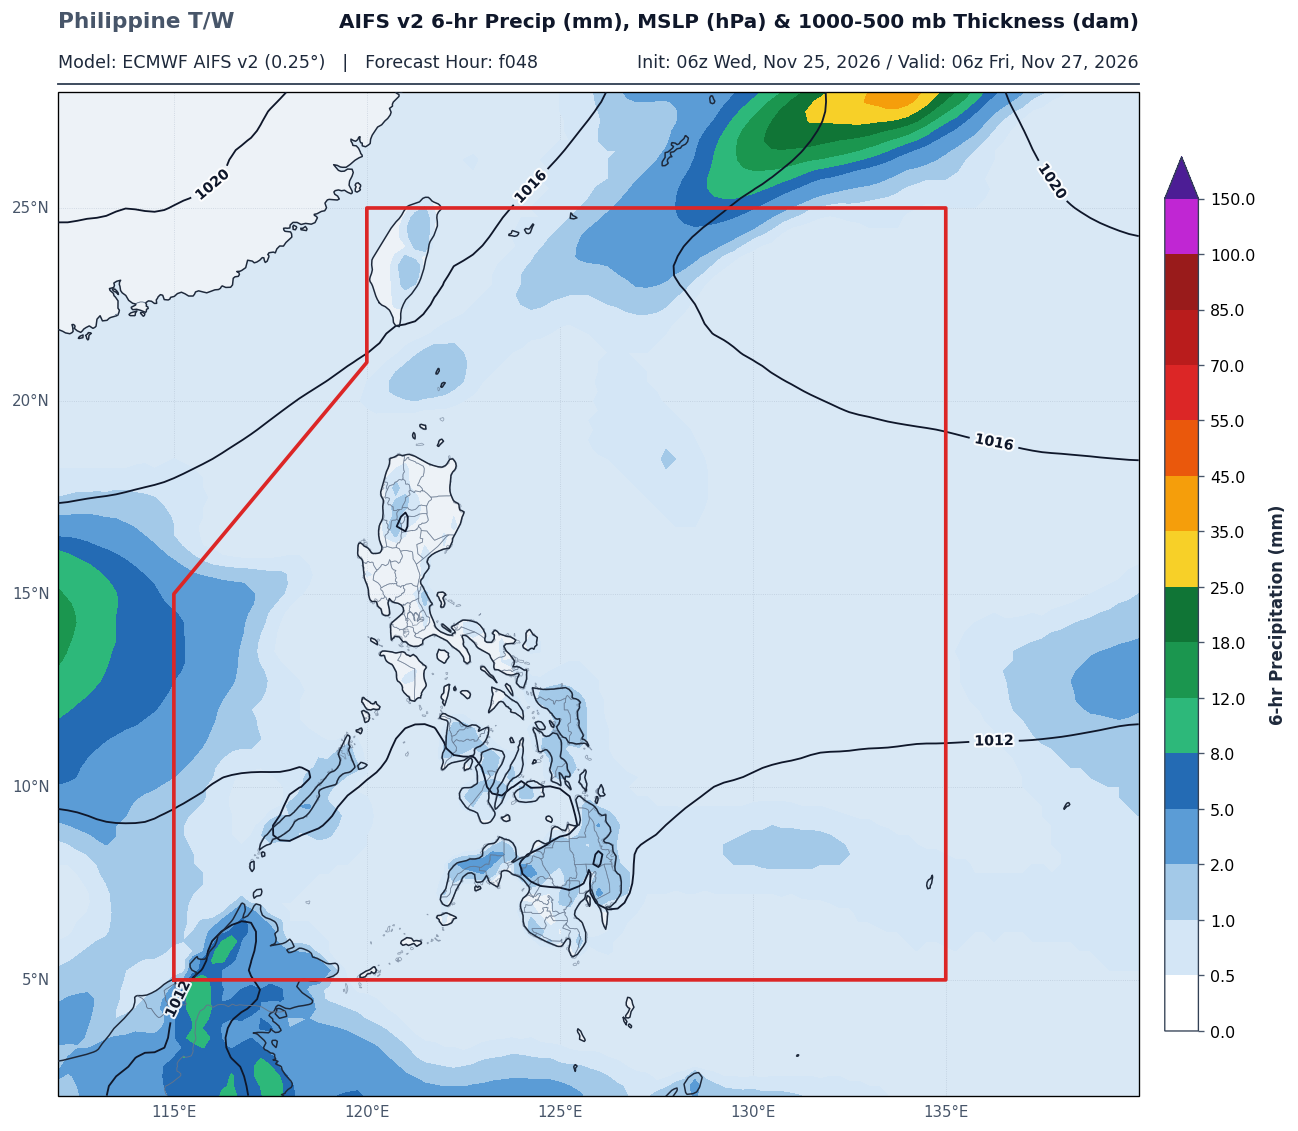 Philippine T/W
AIFS v2 6-hr Precip (mm), MSLP (hPa) & 1000-500 mb Thickness (dam)
Model: ECMWF AIFS v2 (0.25°) | Forecast Hour: f048
Init: 06z Wed, Nov 25, 2026 / Valid: 06z Fri, Nov 27, 2026
1020
1016
1020
1016
1012
1012
25°N
20°N
15°N
10°N
5°N
115°E
120°E
125°E
130°E
135°E
150.0
100.0
85.0
70.0
55.0
45.0
35.0
25.0
18.0
12.0
8.0
5.0
2.0
1.0
0.5
0.0
6-hr Precipitation (mm)